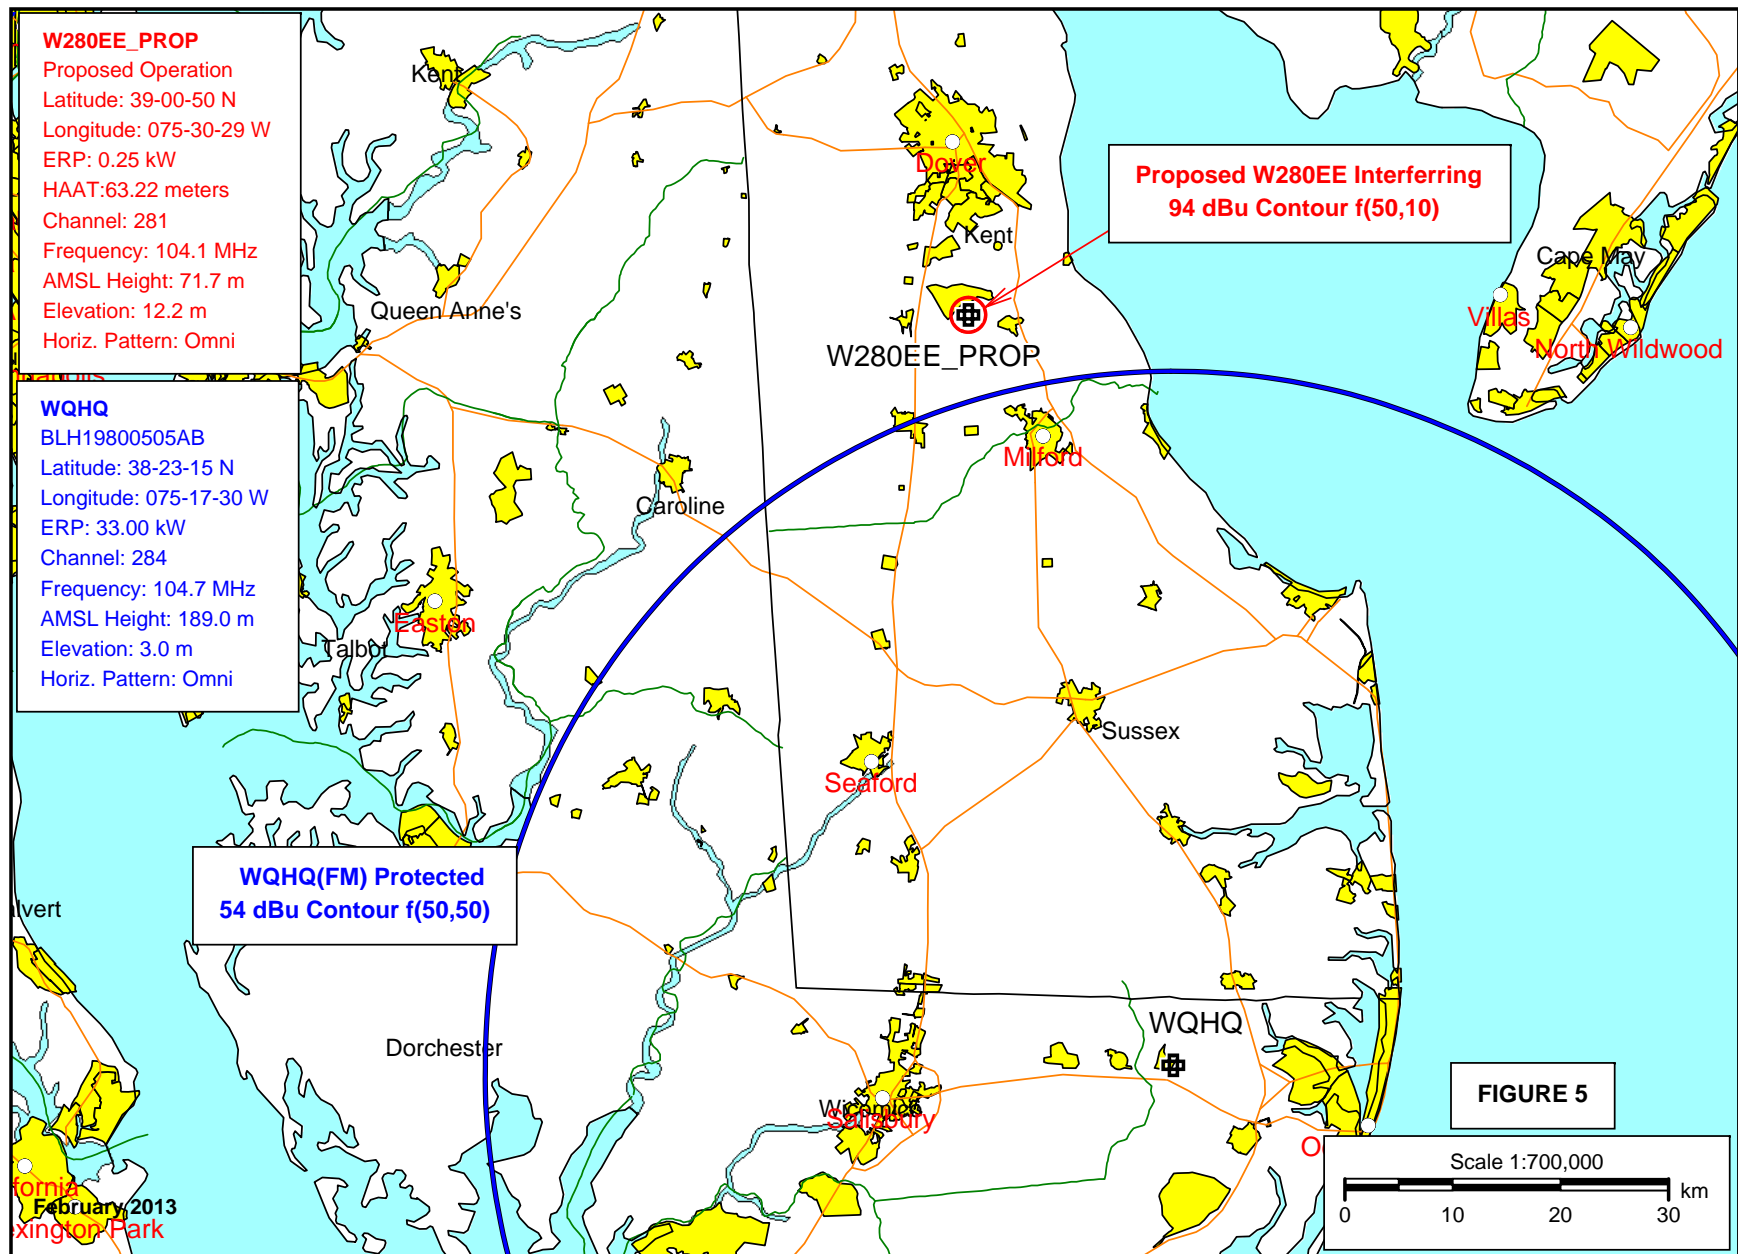 W280EE_PROP
Proposed Operation
Latitude: 39-00-50 N
Longitude: 075-30-29 W
ERP: 0.25 kW
HAAT:63.22 meters
Channel: 281
Frequency: 104.1 MHz
AMSL Height: 71.7 m
Elevation: 12.2 m
Horiz. Pattern: Omni
WQHQ
BLH19800505AB
Latitude: 38-23-15 N
Longitude: 075-17-30 W
ERP: 33.00 kW
Channel: 284
Frequency: 104.7 MHz
AMSL Height: 189.0 m
Elevation: 3.0 m
Horiz. Pattern: Omni
Kent
Dover
Proposed W280EE Interferring
94 dBu Contour f(50,10)
Kent
Cape May
Queen Anne's
Villas
North Wildwood
W280EE_PROP
Milford
Caroline
Easton
Talbot
Sussex
Seaford
WQHQ(FM) Protected
54 dBu Contour f(50,50)
lvert
WQHQ
Dorchester
Wicomico
Salisbury
FIGURE 5
O
Scale 1:700,000
km
0 10 20 30
fornia
February 2013
xington Park